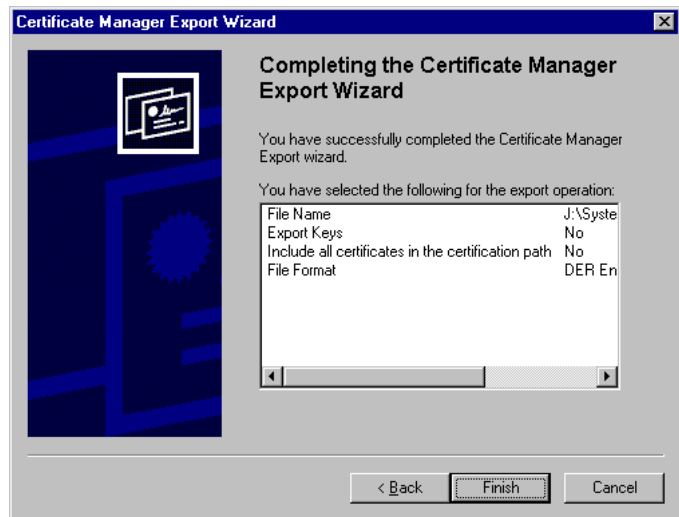 Certificate Manager Export Wizard
Completing the Certificate Manager
Export Wizard
You have successfully completed the Certificate Manager
Export wizard.
You have selected the following for the export operation:
File Name J:\Syste
Export Keys No
Include all certificates in the certification path No
File Format DER En
< Back Finish Cancel